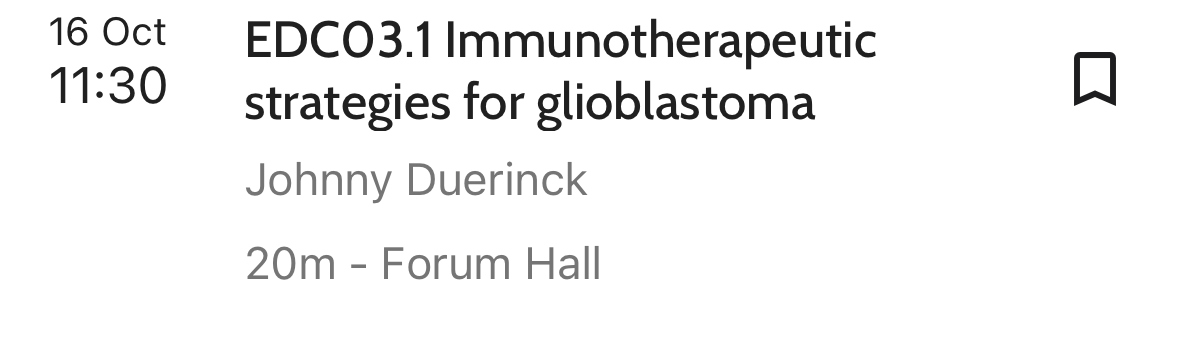 16 Oct
11:30
EDC03.1 Immunotherapeutic
strategies for glioblastoma
Johnny Duerinck
20m - Forum Hall